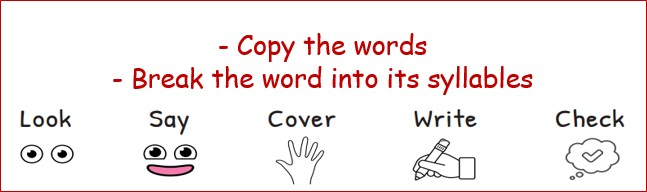 - Copy the words
- Break the word into its syllables
Look Say Cover Write Check